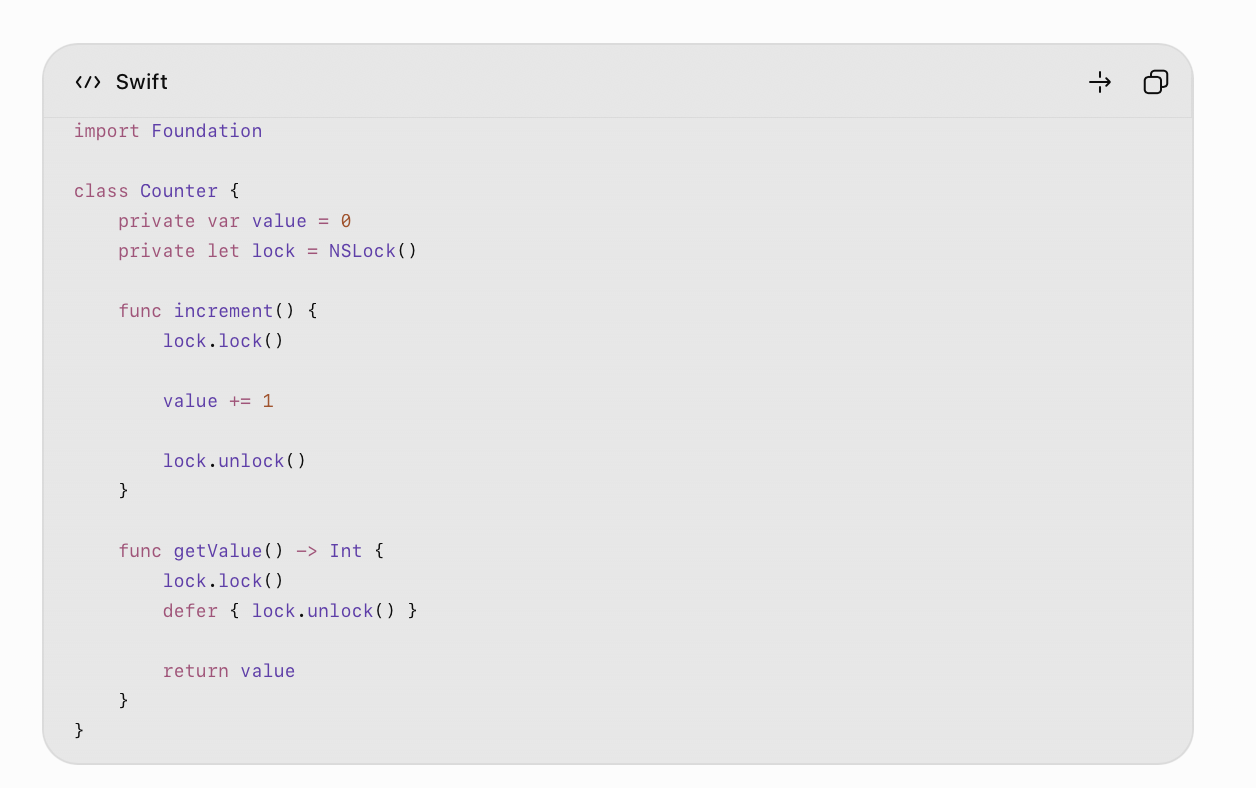 Swift
import Foundation
class Counter {
    private var value = 0
    private let lock = NSLock()
    func increment() {
        lock.lock()
        value += 1
        lock.unlock()
    }
    func getValue() -> Int {
        lock.lock()
        defer { lock.unlock() }
        return value
    }
}